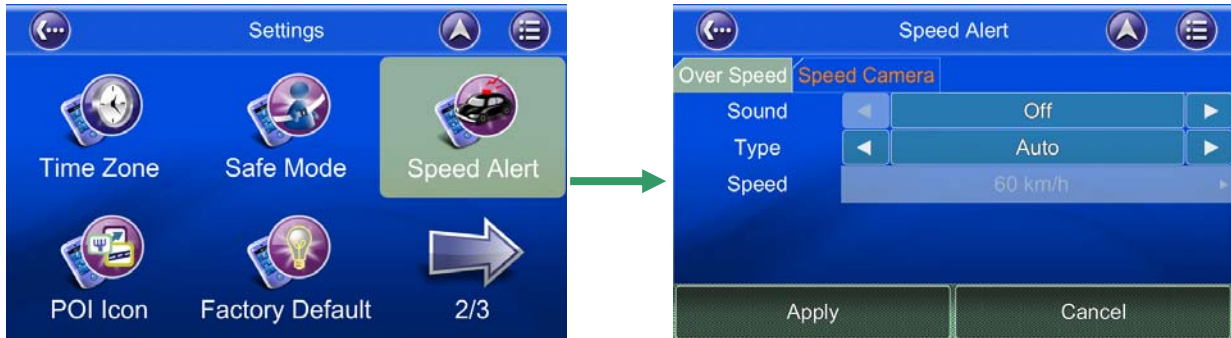 Settings
Time Zone
Safe Mode
Speed Alert
POI Icon
Factory Default
2/3
Speed Alert
Over Speed
Speed Camera
Sound
Off
Type
Auto
Speed
60 km/h
Apply
Cancel